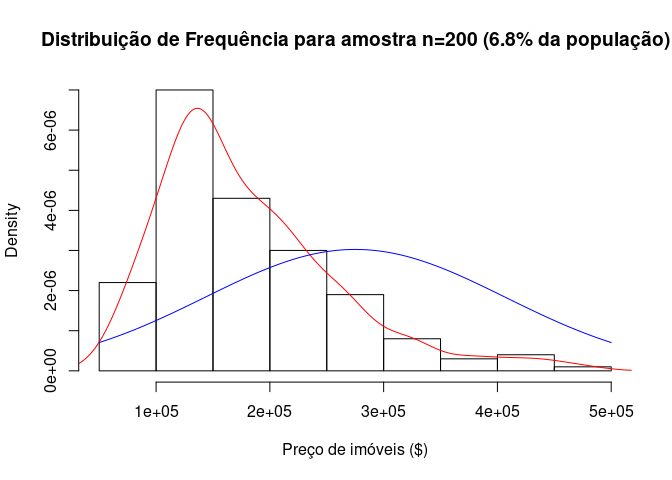 Distribuição de Frequência para amostra n=200 (6.8% da população)
Density
6e-06
4e-06
2e-06
0e+00
1e+05 2e+05 3e+05 4e+05 5e+05
Preço de imóveis ($)